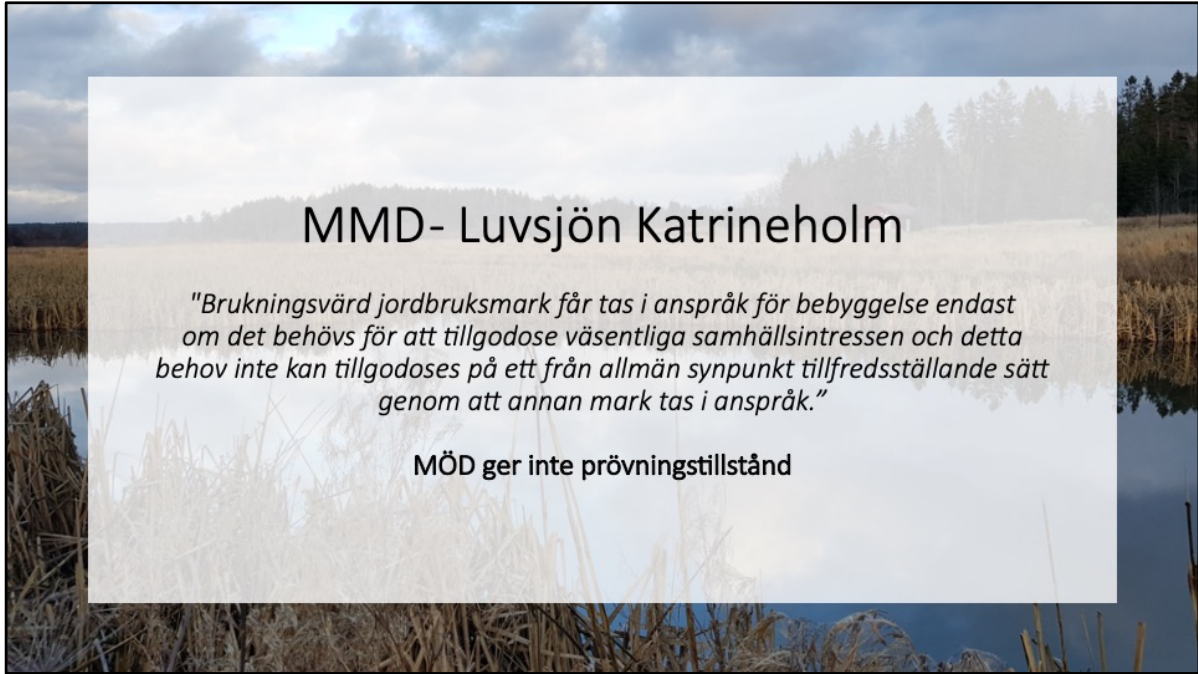 MMD- Luvsjön Katrineholm
"Brukningsvärd jordbruksmark får tas i anspråk för bebyggelse endast
om det behövs för att tillgodose väsentliga samhällsintressen och detta
behov inte kan tillgodoses på ett från allmän synpunkt tillfredsställande sätt
genom att annan mark tas i anspråk.”
MÖD ger inte prövningstillstånd